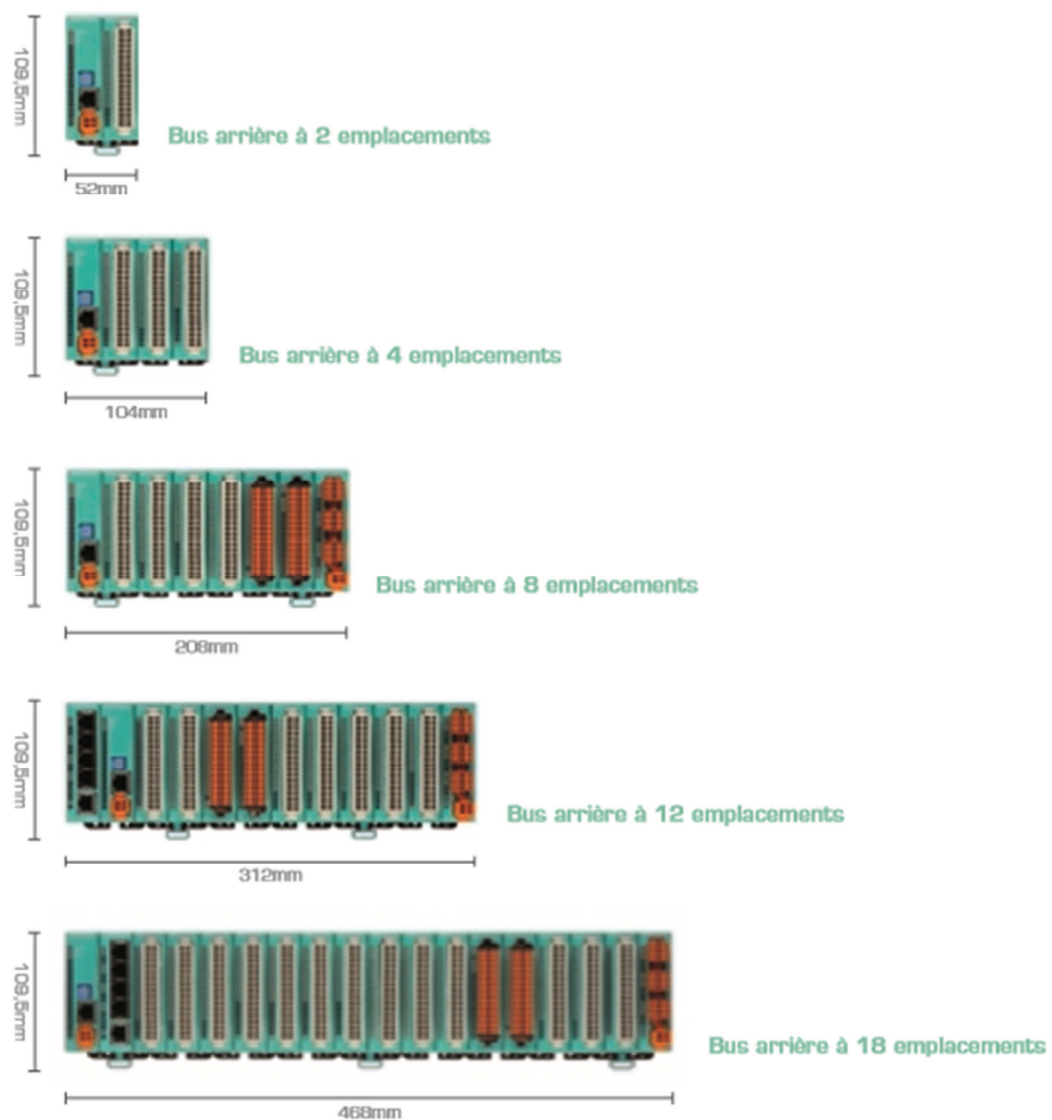 109,5mm
Bus arrière à 2 emplacements
52mm
109,5mm
Bus arrière à 4 emplacements
104mm
109,5mm
Bus arrière à 8 emplacements
208mm
109,5mm
Bus arrière à 12 emplacements
312mm
109,5mm
Bus arrière à 18 emplacements
468mm